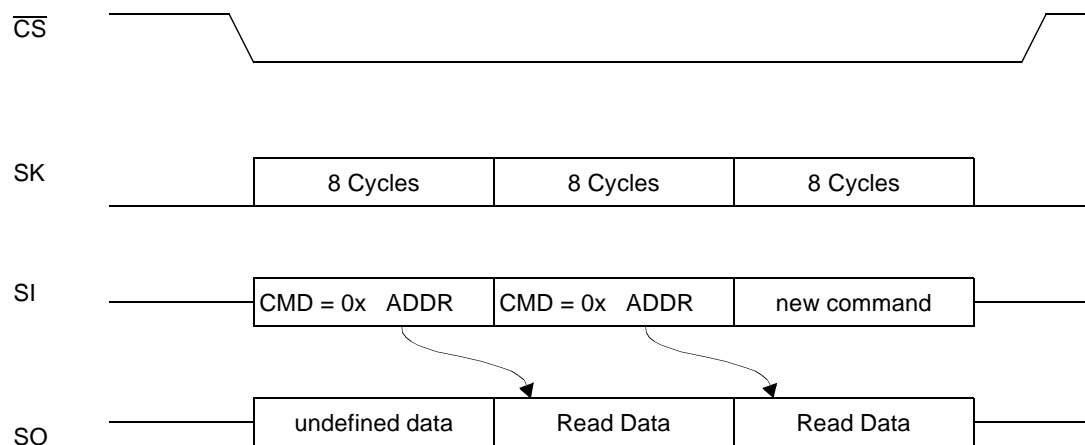 CS
SK
8 Cycles 8 Cycles 8 Cycles
SI
CMD = 0x ADDR CMD = 0x ADDR new command
SO
undefined data Read Data Read Data